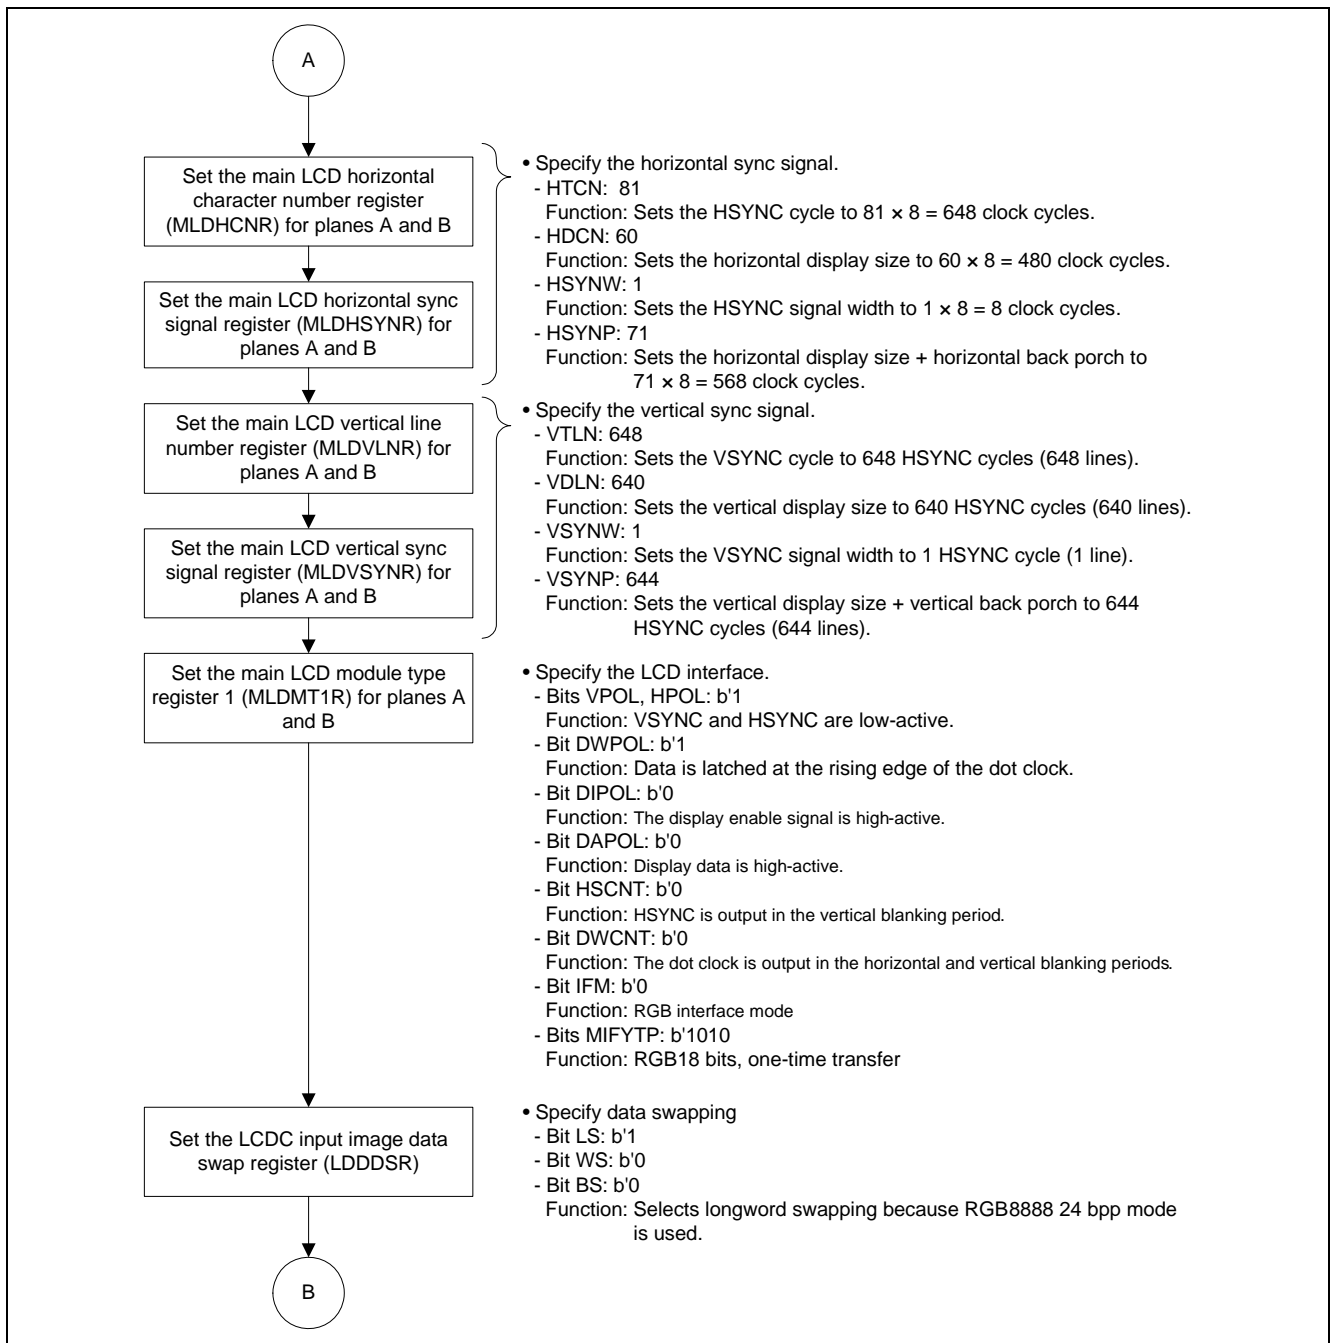 A
Set the main LCD horizontal
character number register
(MLDHCNR) for planes A and B
Set the main LCD horizontal sync
signal register (MLDHSYNR) for
planes A and B
• Specify the horizontal sync signal.
- HTCN: 81
Function: Sets the HSYNC cycle to 81 × 8 = 648 clock cycles.
- HDCN: 60
Function: Sets the horizontal display size to 60 × 8 = 480 clock cycles.
- HSYNW: 1
Function: Sets the HSYNC signal width to 1 × 8 = 8 clock cycles.
- HSYNP: 71
Function: Sets the horizontal display size + horizontal back porch to
71 × 8 = 568 clock cycles.
Set the main LCD vertical line
number register (MLDVLNR) for
planes A and B
Set the main LCD vertical sync
signal register (MLDVSYNR) for
planes A and B
• Specify the vertical sync signal.
- VTLN: 648
Function: Sets the VSYNC cycle to 648 HSYNC cycles (648 lines).
- VDLN: 640
Function: Sets the vertical display size to 640 HSYNC cycles (640 lines).
- VSYNW: 1
Function: Sets the VSYNC signal width to 1 HSYNC cycle (1 line).
- VSYNP: 644
Function: Sets the vertical display size + vertical back porch to 644
HSYNC cycles (644 lines).
Set the main LCD module type
register 1 (MLDMT1R) for planes A
and B
• Specify the LCD interface.
- Bits VPOL, HPOL: b'1
Function: VSYNC and HSYNC are low-active.
- Bit DWPOL: b'1
Function: Data is latched at the rising edge of the dot clock.
- Bit DIPOL: b'0
Function: The display enable signal is high-active.
- Bit DAPOL: b'0
Function: Display data is high-active.
- Bit HSCNT: b'0
Function: HSYNC is output in the vertical blanking period.
- Bit DWCNT: b'0
Function: The dot clock is output in the horizontal and vertical blanking periods.
- Bit IFM: b'0
Function: RGB interface mode
- Bits MIFYTP: b'1010
Function: RGB18 bits, one-time transfer
Set the LCDC input image data
swap register (LDDDSR)
• Specify data swapping
- Bit LS: b'1
- Bit WS: b'0
- Bit BS: b'0
Function: Selects longword swapping because RGB8888 24 bpp mode
is used.
B